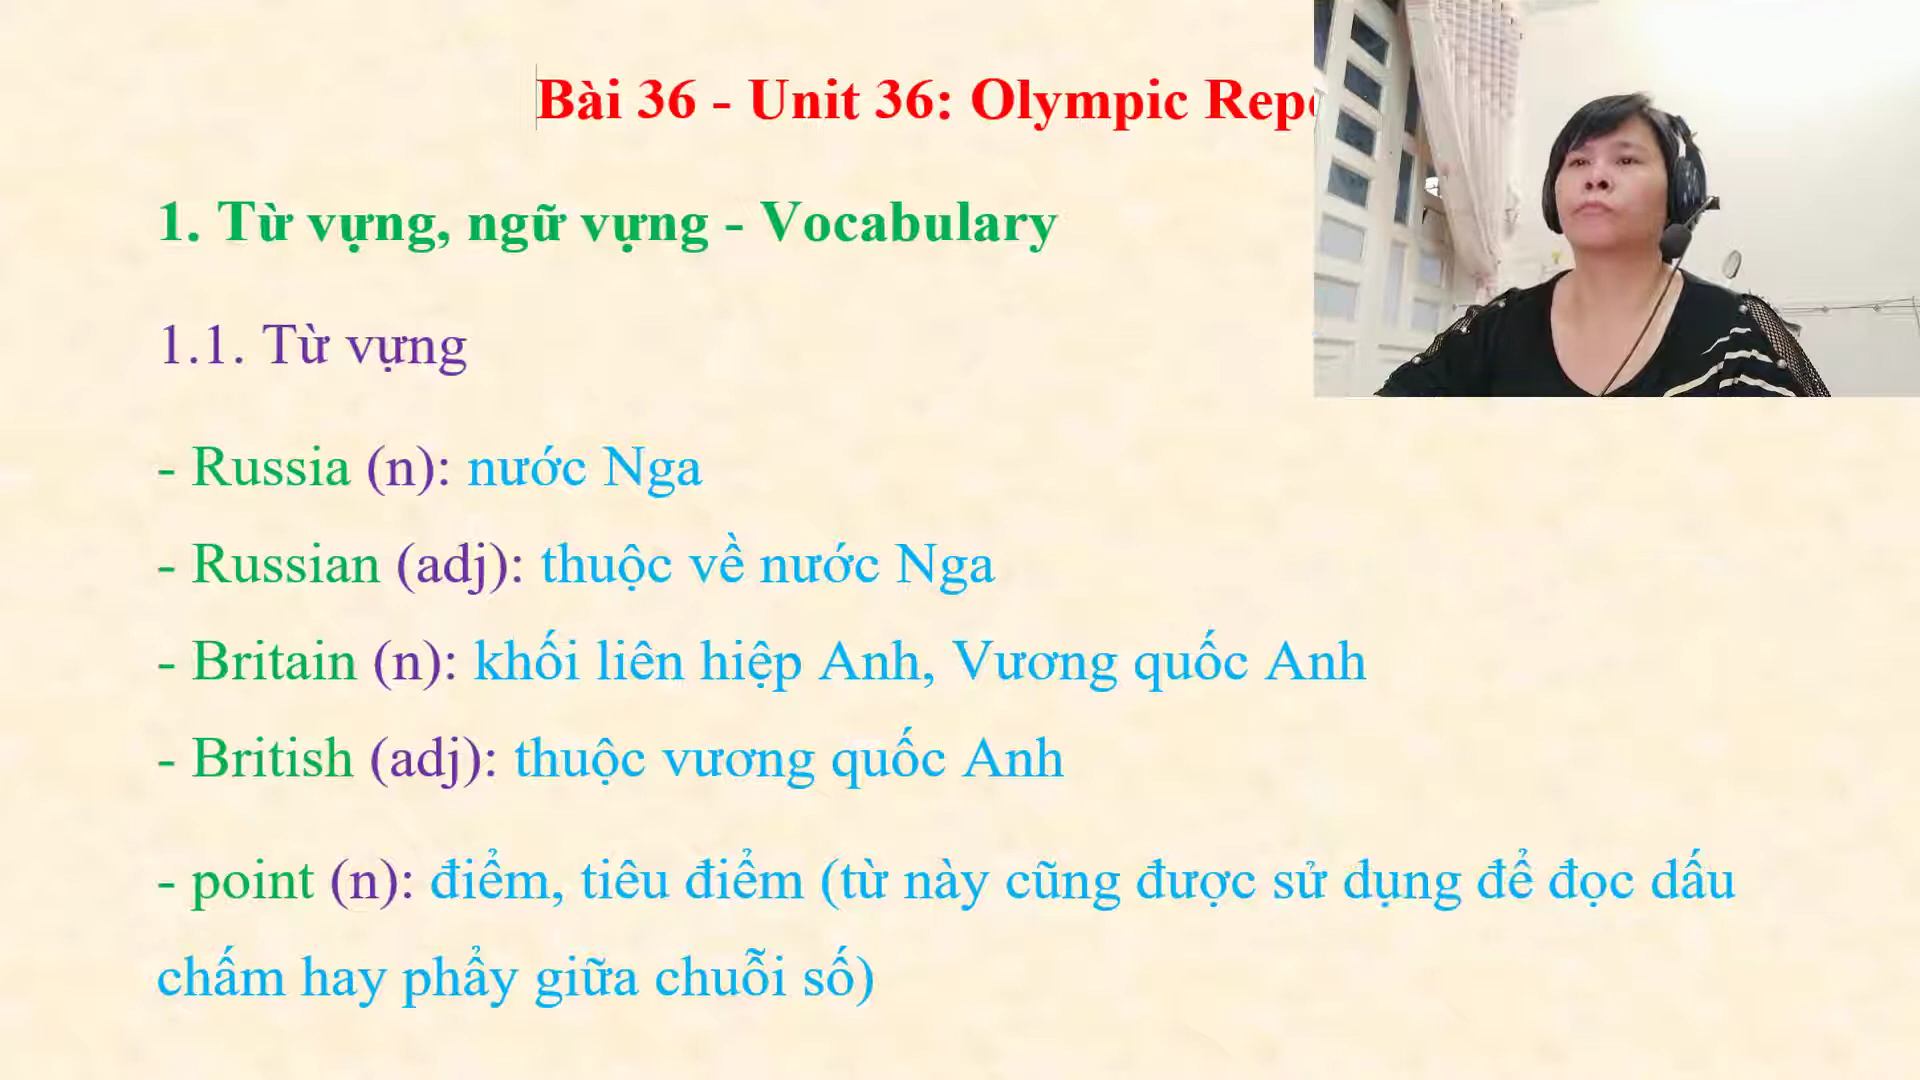 Bài 36 - Unit 36: Olympic
1. Từ vựng, ngữ vựng - Vocabulary
1.1. Từ vựng
- Russia (n): nước Nga
- Russian (adj): thuộc về nước Nga
- Britain (n): khối liên hiệp Anh, Vương quốc Anh
- British (adj): thuộc vương quốc Anh
- point (n): điểm, tiêu điểm (từ này cũng được sử dụng để đọc dấu
chấm hay phẩy giữa chuỗi số)